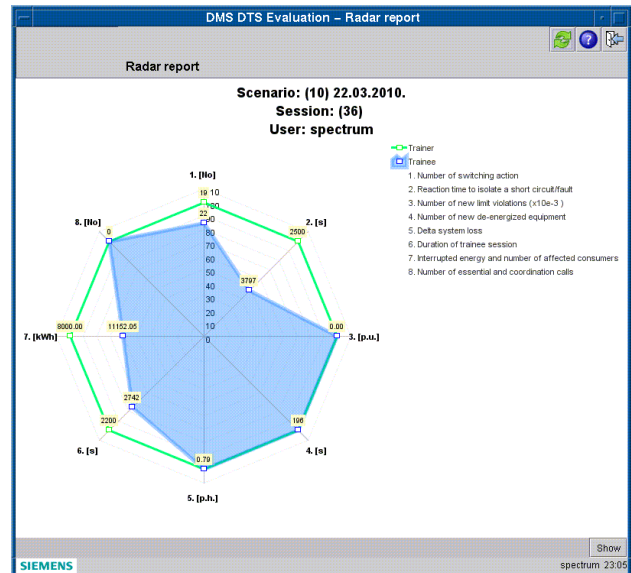 DMS DTS Evaluation – Radar report
Radar report
Scenario: (10) 22.03.2010.
Session: (36)
User: spectrum
Trainer
Trainee
1. Number of switching action
2. Reaction time to isolate a short circuit/fault
3. Number of new limit violations (x10e-3 )
4. Number of new de-energized equipment
5. Delta system loss
6. Duration of trainee session
7. Interrupted energy and number of affected consumers
8. Number of essential and coordination calls
1. [No]
19
22
80
70
60
50
40
30
20
10
0
2. [s]
2500
3797
3. [p.u.]
0.00
4. [s]
196
5. [p.h.]
0.79
6. [s]
2200
2742
7. [kWh]
8000.00
11152.05
8. [No]
0
Show
SIEMENS
spectrum 23:05